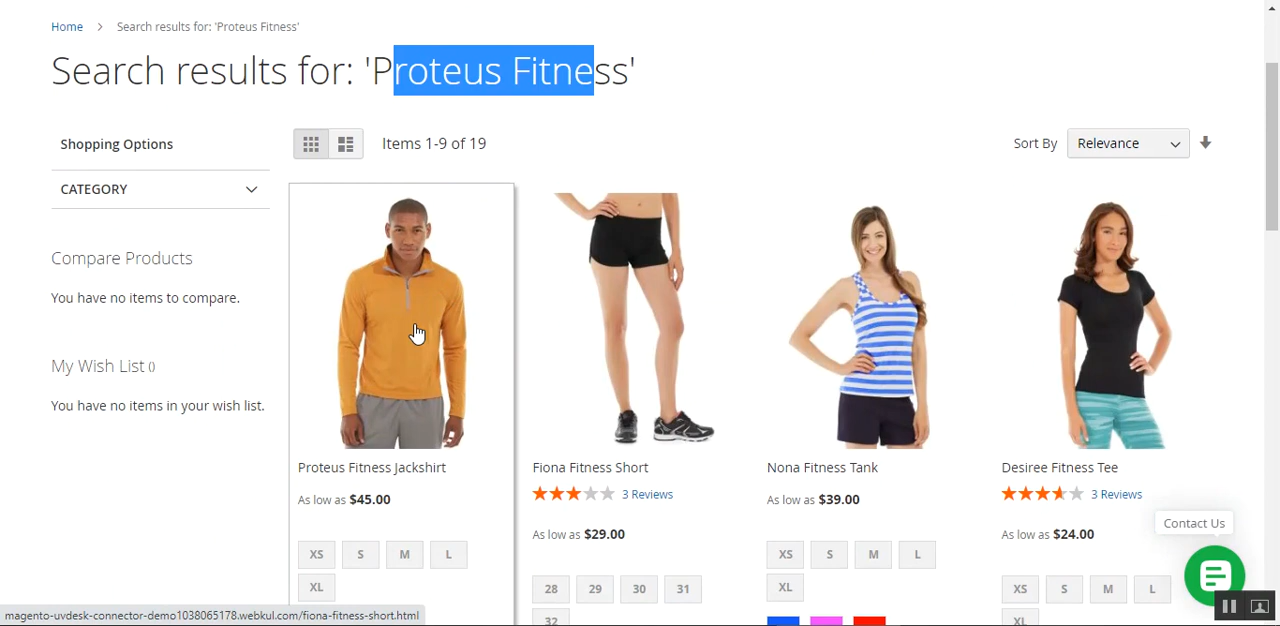 Home > Search results for: 'Proteus Fitness'
Search results for: 'Proteus Fitness'
Shopping Options
Items 1-9 of 19
Sort By Relevance
CATEGORY
Compare Products
You have no items to compare.
My Wish List ()
You have no items in your wish list.
Proteus Fitness Jackshirt
As low as $45.00
XS S M L
XL
Fiona Fitness Short
3 Reviews
As low as $29.00
28 29 30 31
32
Nona Fitness Tank
As low as $39.00
XS S M L
XL
Desiree Fitness Tee
3 Reviews
As low as $24.00
XS S M L
XL
Contact Us
magento-uvdesk-connector-demo1038065178.webkul.com/fiona-fitness-short.html